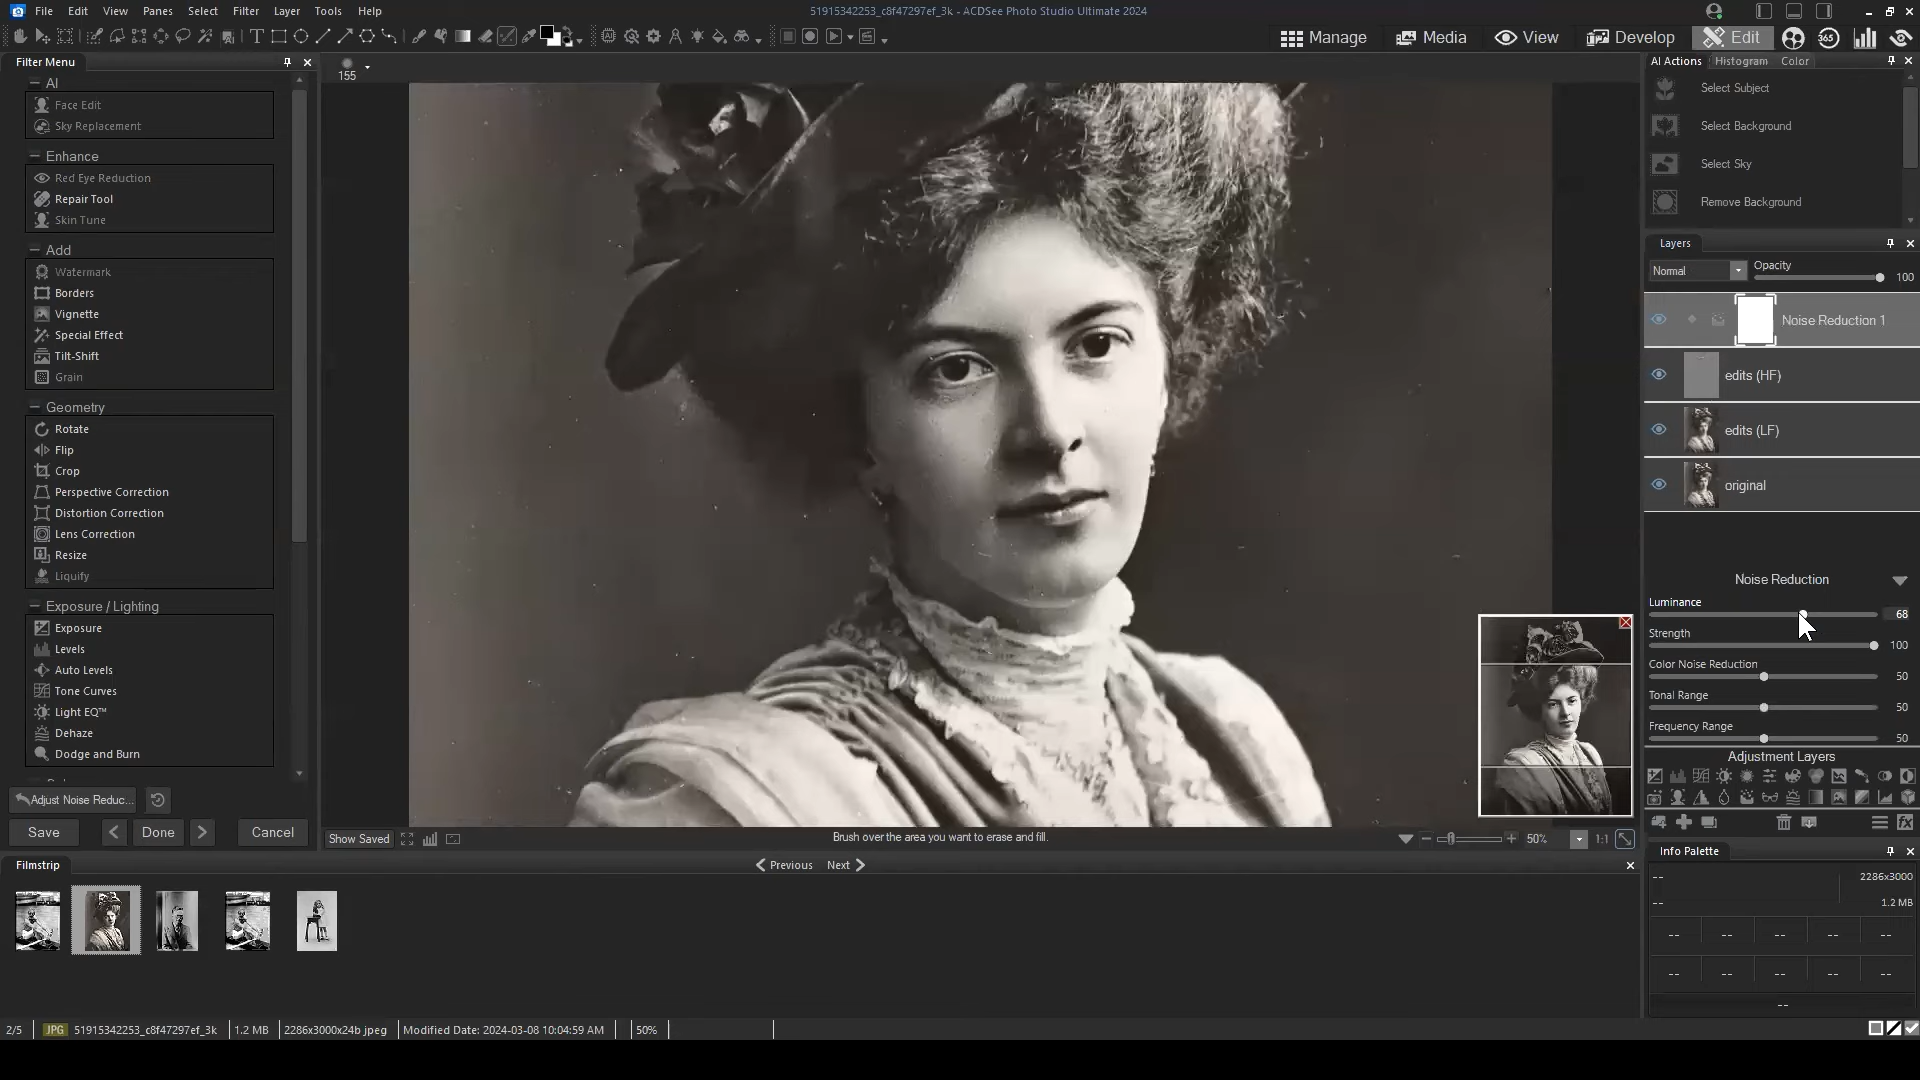 File Edit View Panes Select Filter Layer Tools Help
51915342253_c8f47297ef_3k - ACDSee Photo Studio Ultimate 2024
Manage Media View Develop Edit 365
Filter Menu
155
AI Actions Histogram Color
AI
Face Edit
Sky Replacement
Enhance
Red Eye Reduction
Repair Tool
Skin Tune
Add
Watermark
Borders
Vignette
Special Effect
Tilt-Shift
Grain
Geometry
Rotate
Flip
Crop
Perspective Correction
Distortion Correction
Lens Correction
Resize
Liquify
Exposure / Lighting
Exposure
Levels
Auto Levels
Tone Curves
Light EQ™
Dehaze
Dodge and Burn
Adjust Noise Reduc...
Save Done Cancel
Select Subject
Select Background
Select Sky
Remove Background
Layers
Normal Opacity 100
Noise Reduction 1
edits (HF)
edits (LF)
original
Noise Reduction
Luminance 68
Strength 100
Color Noise Reduction 50
Tonal Range 50
Frequency Range 50
Adjustment Layers
Show Saved Brush over the area you want to erase and fill. 50% 1:1
Info Palette
-- 2286x3000
-- 1.2 MB
-- -- -- -- --
-- -- -- -- --
--
Filmstrip Previous Next
2/5 JPG 51915342253_c8f47297ef_3k 1.2 MB 2286x3000x24b jpeg Modified Date: 2024-03-08 10:04:59 AM 50%